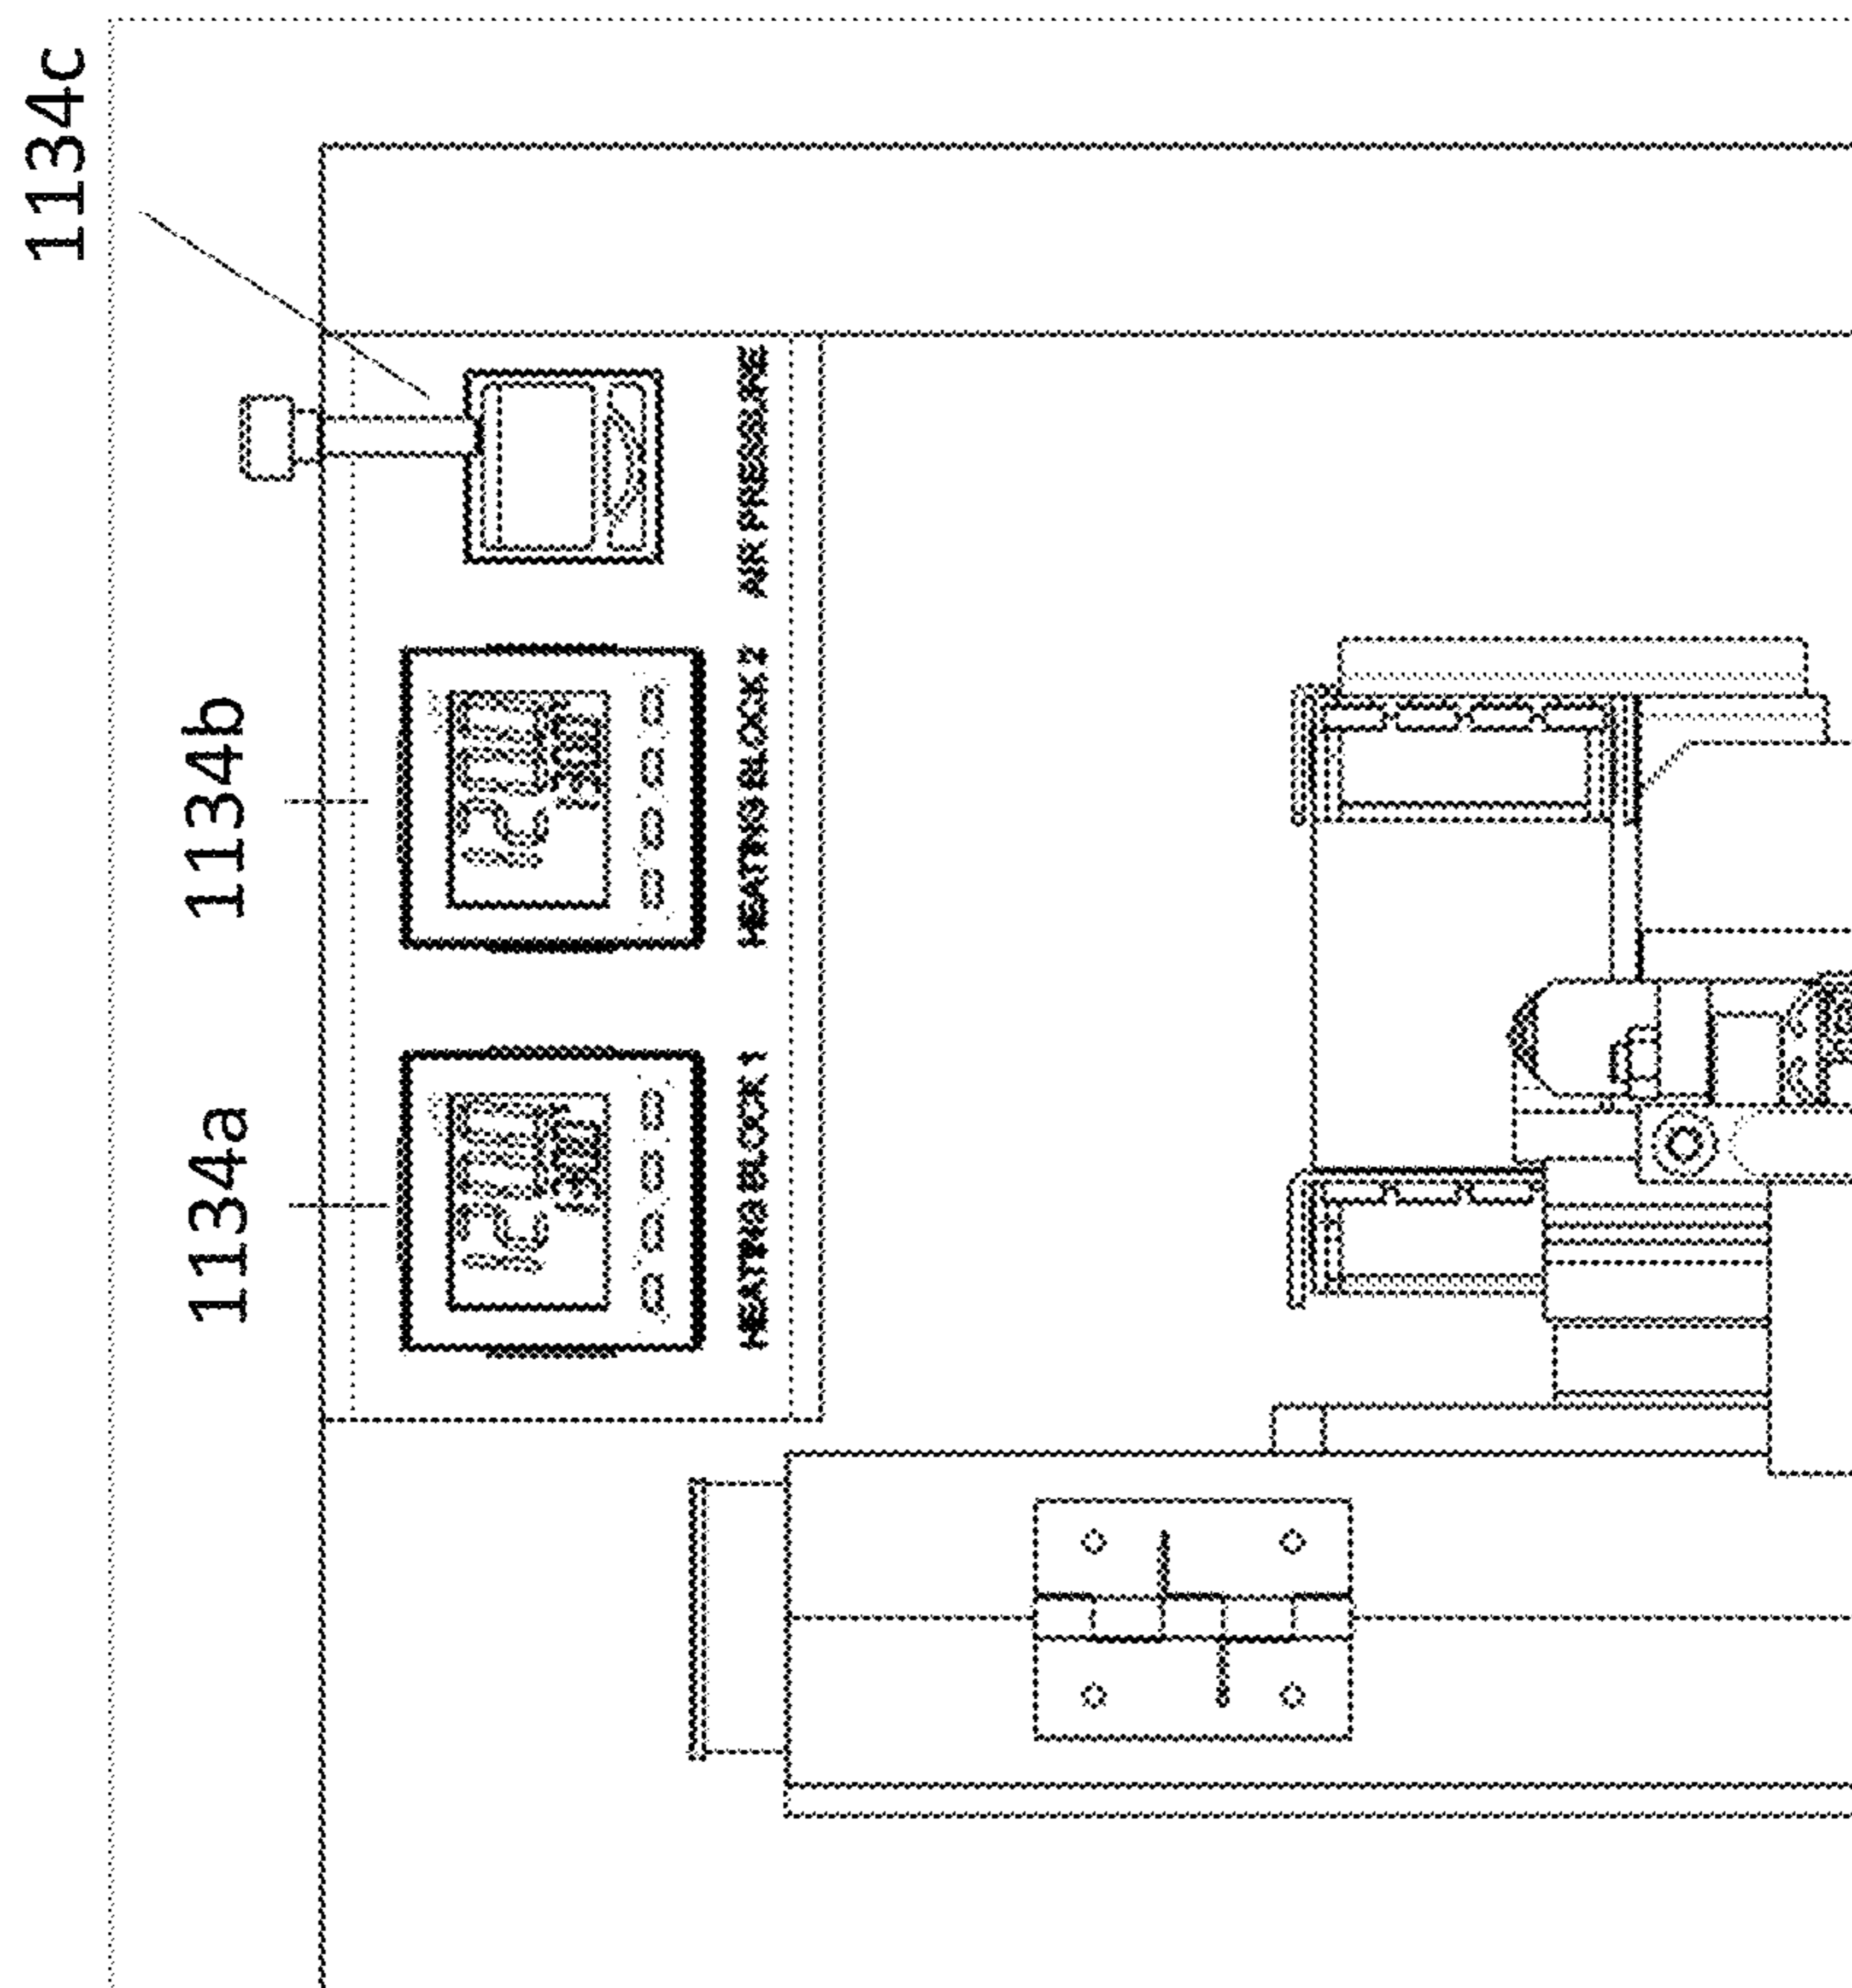 1134a
1134b
1134c
HEATING BLOCK 1
HEATING BLOCK 2
AIR PRESSURE